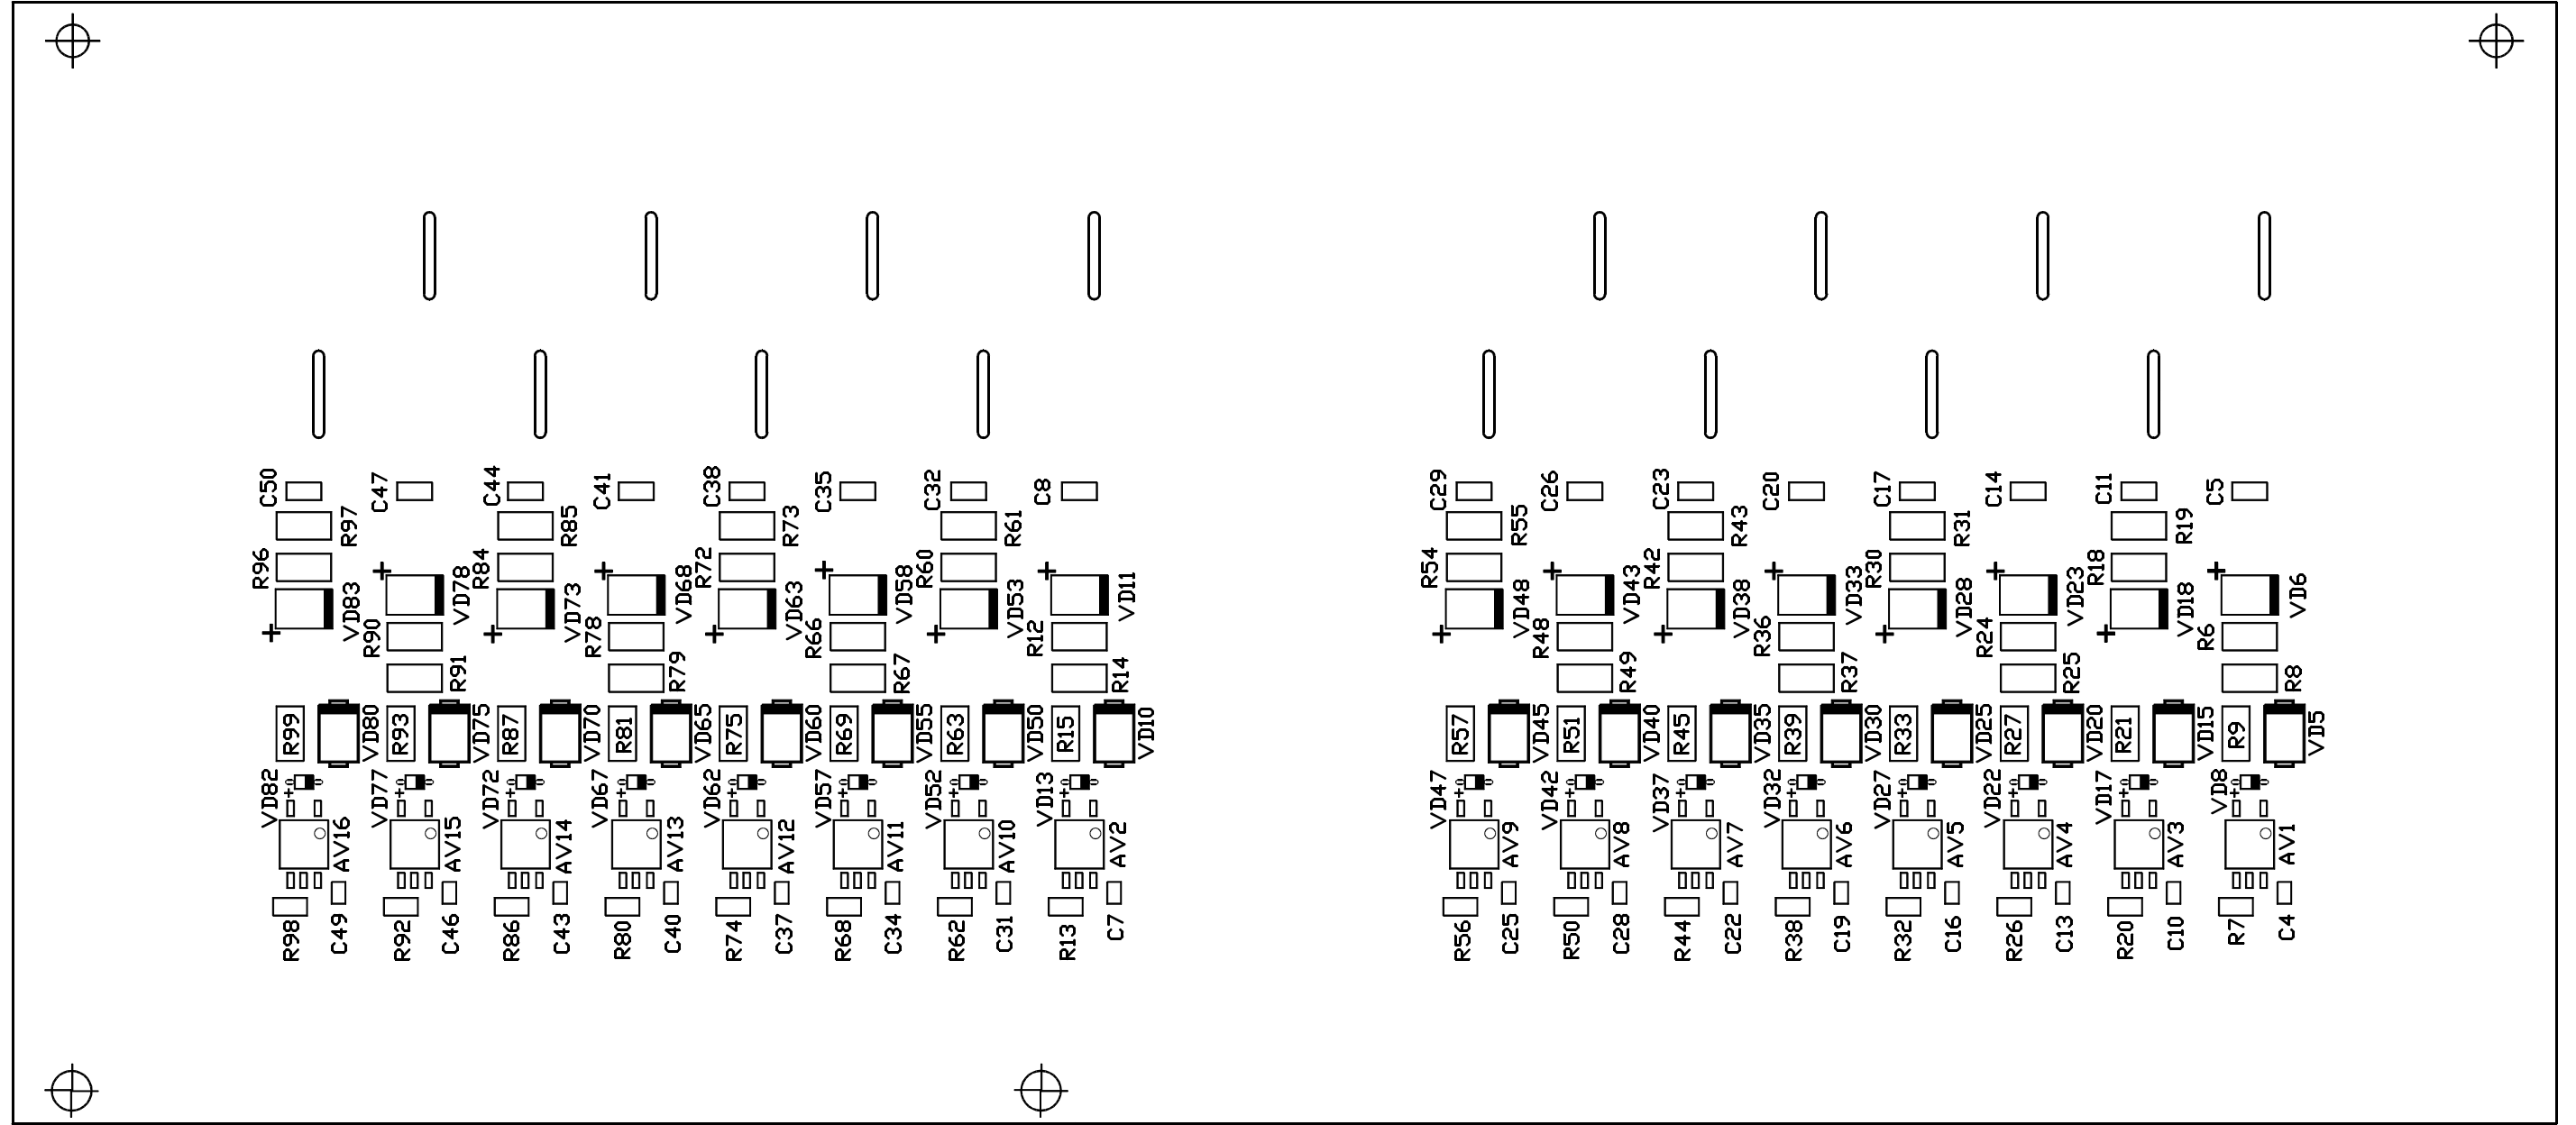 C50 C47 C44 C41 C38 C35 C32 C8 C29 C26 C23 C20 C17 C14 C11 C5
R97 R85 R73 R61 R55 R43 R31 R19
R96 R84 R72 R60 R54 R42 R30 R18
+ + + + + + + +
VD83 VD78 VD73 VD68 VD63 VD58 VD53 VD11 VD48 VD43 VD38 VD33 VD28 VD23 VD18 VD6
+ + + + + + + +
R90 R78 R66 R12 R48 R36 R24 R6
R91 R79 R67 R14 R49 R37 R25 R8
R99 VD80 R93 VD75 R87 VD70 R81 VD65 R75 VD60 R69 VD55 R63 VD50 R15 VD10 R57 VD45 R51 VD40 R45 VD35 R39 VD30 R33 VD25 R27 VD20 R21 VD15 R9 VD5
VD82 + VD77 + VD72 + VD67 + VD62 + VD57 + VD52 + VD13 + VD47 + VD42 + VD37 + VD32 + VD27 + VD22 + VD17 + VD8 +
AV16 AV15 AV14 AV13 AV12 AV11 AV10 AV2 AV9 AV8 AV7 AV6 AV5 AV4 AV3 AV1
R98 C49 R92 C46 R86 C43 R80 C40 R74 C37 R68 C34 R62 C31 R13 C7 R56 C25 R50 C28 R44 C22 R38 C19 R32 C16 R26 C13 R20 C10 R7 C4